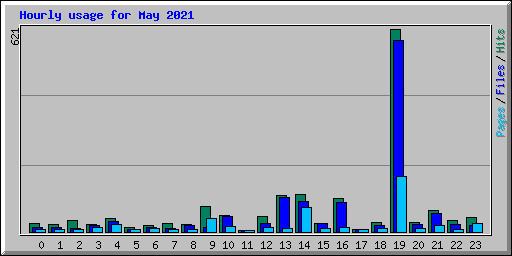 Hourly usage for May 2021
621
Pages / Files / Hits
0 1 2 3 4 5 6 7 8 9 10 11 12 13 14 15 16 17 18 19 20 21 22 23